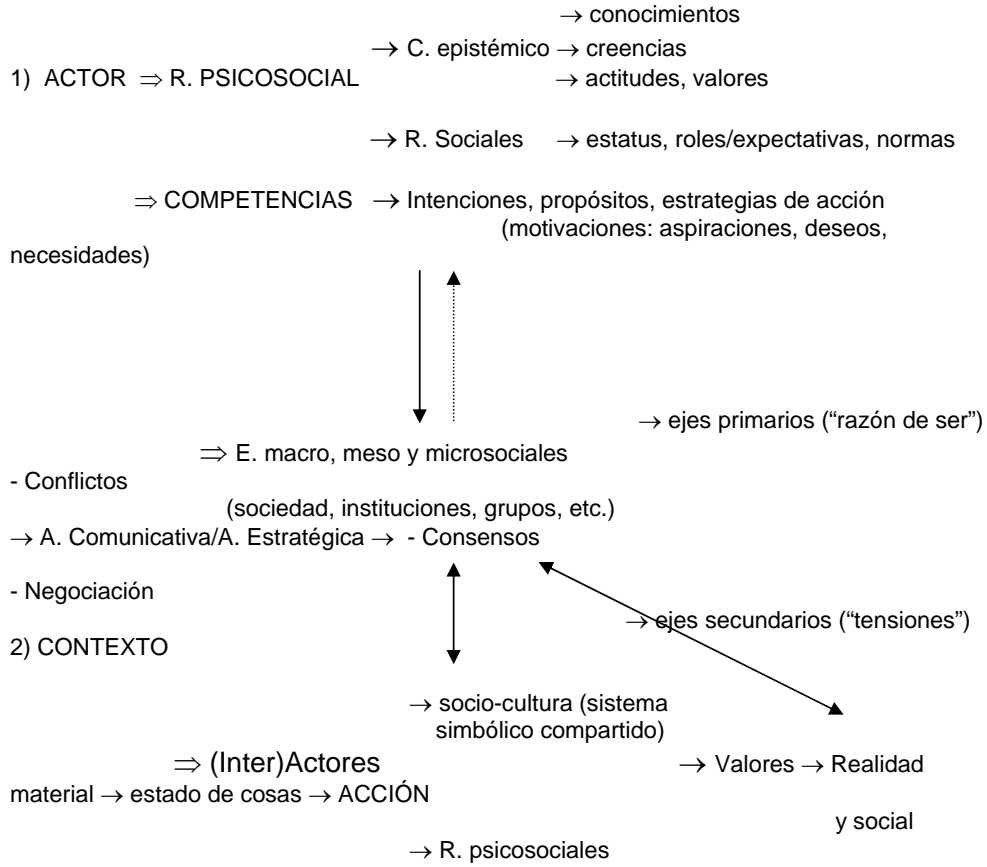 → conocimientos
→ C. epistémico → creencias
1) ACTOR ⇒ R. PSICOSOCIAL → actitudes, valores
→ R. Sociales → estatus, roles/expectativas, normas
⇒ COMPETENCIAS → Intenciones, propósitos, estrategias de acción
(motivaciones: aspiraciones, deseos,
necesidades)
→ ejes primarios (“razón de ser”)
⇒ E. macro, meso y microsociales
- Conflictos
(sociedad, instituciones, grupos, etc.)
→ A. Comunicativa/A. Estratégica → - Consensos
- Negociación
→ ejes secundarios (“tensiones”)
2) CONTEXTO
→ socio-cultura (sistema
simbólico compartido)
⇒ (Inter)Actores → Valores → Realidad
material → estado de cosas → ACCIÓN
y social
→ R. psicosociales